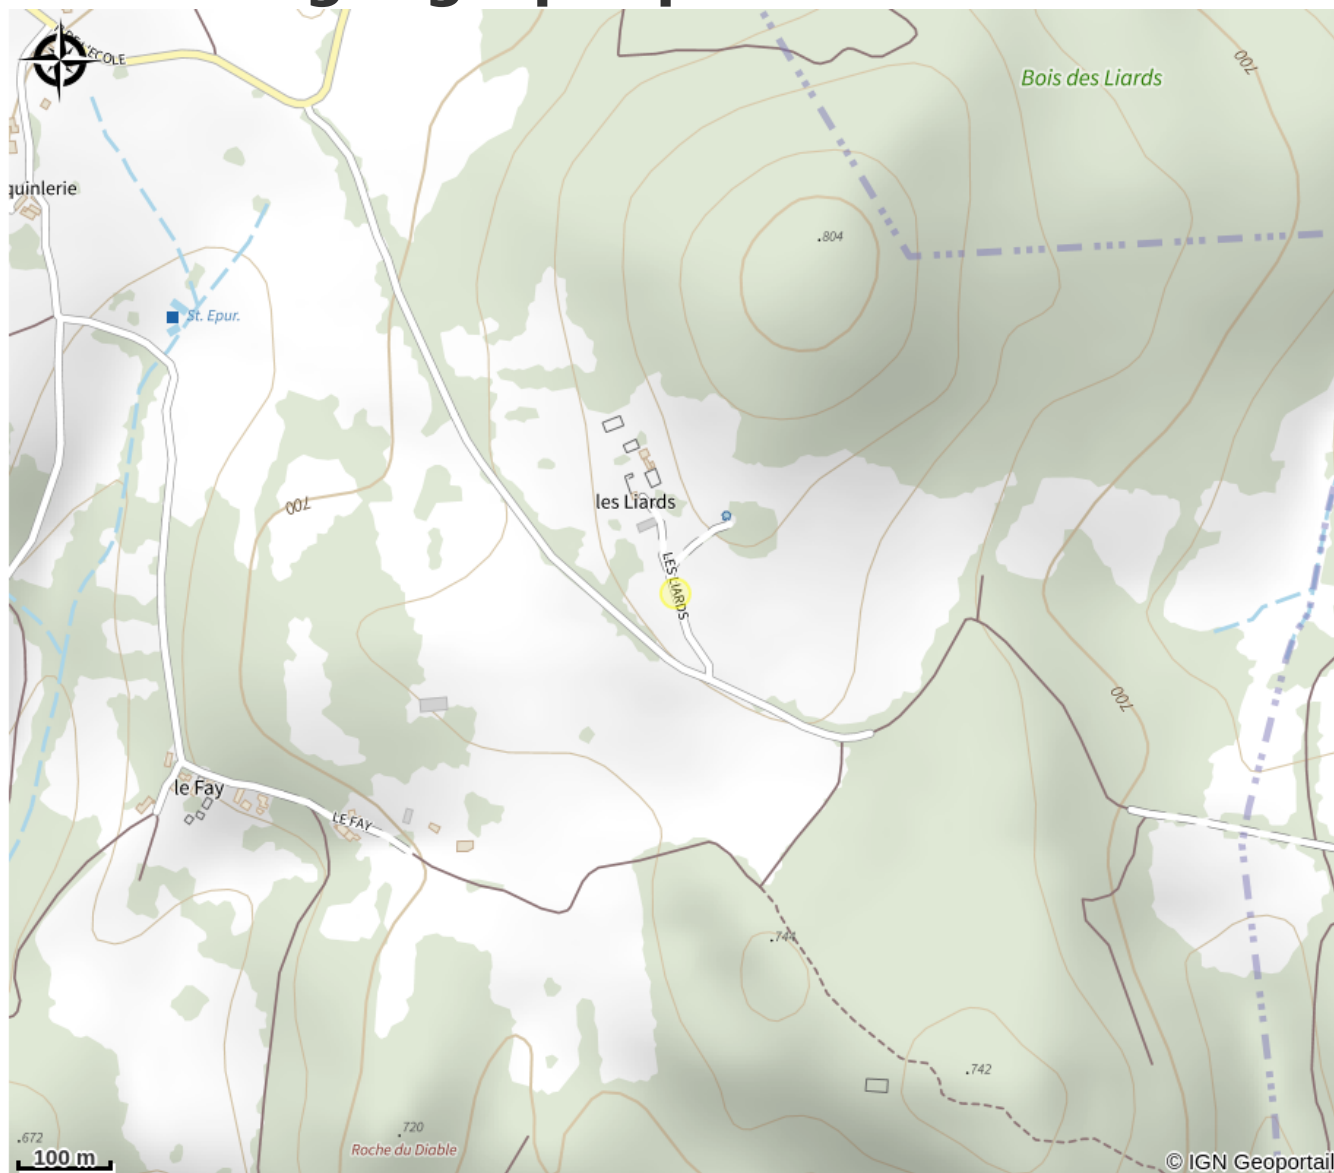 L'ECOLE
Bois des Liards
700
quinlerie
804
St. Epur.
700
les Liards
LES LIARDS
700
le Fay
LE FAY
744
742
720
Roche du Diable
672
100 m
© IGN Geoportail